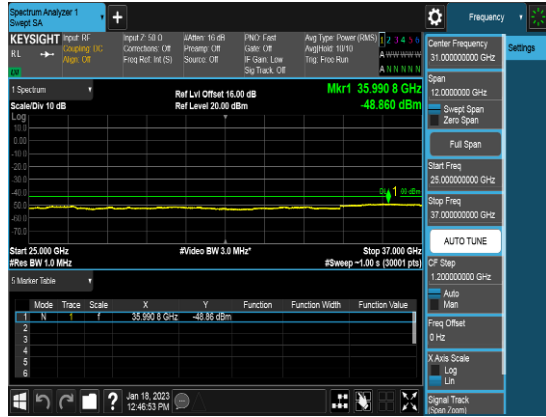 Spectrum Analyzer 1
Swept SA
Frequency
KEYSIGHT
RL
Input: RF
Coupling: DC
Align: Off
Input Z: 50 Ω
Corrections: Off
Freq Ref: Int (S)
#Atten: 16 dB
Preamp: Off
Source: Off
PNO: Fast
Gate: Off
IF Gain: Low
Sig Track: Off
Avg Type: Power (RMS)
Avg|Hold: 10/10
Trig: Free Run
1 2 3 4 5 6
A W W W W W
A N N N N N
Center Frequency
31.000000000 GHz
Settings
Span
12.0000000 GHz
Swept Span
Zero Span
Full Span
Start Freq
25.000000000 GHz
Stop Freq
37.000000000 GHz
AUTO TUNE
CF Step
1.200000000 GHz
Auto
Man
Freq Offset
0 Hz
X Axis Scale
Log
Lin
Signal Track
(Span Zoom)
1 Spectrum
Scale/Div 10 dB
Log
Ref Lvl Offset 16.00 dB
Ref Level 20.00 dBm
Mkr1 35.990 8 GHz
-48.860 dBm
10.0
0.00
-10.0
-20.0
-30.0
-40.0
-50.0
-60.0
-70.0
1
Start 25.000 GHz
#Res BW 1.0 MHz
#Video BW 3.0 MHz*
Stop 37.000 GHz
#Sweep ~1.00 s (30001 pts)
5 Marker Table
Mode Trace Scale X Y Function Function Width Function Value
1 N 1 f 35.990 8 GHz -48.86 dBm
2
3
4
5
6
?
Jan 18, 2023
12:46:53 PM